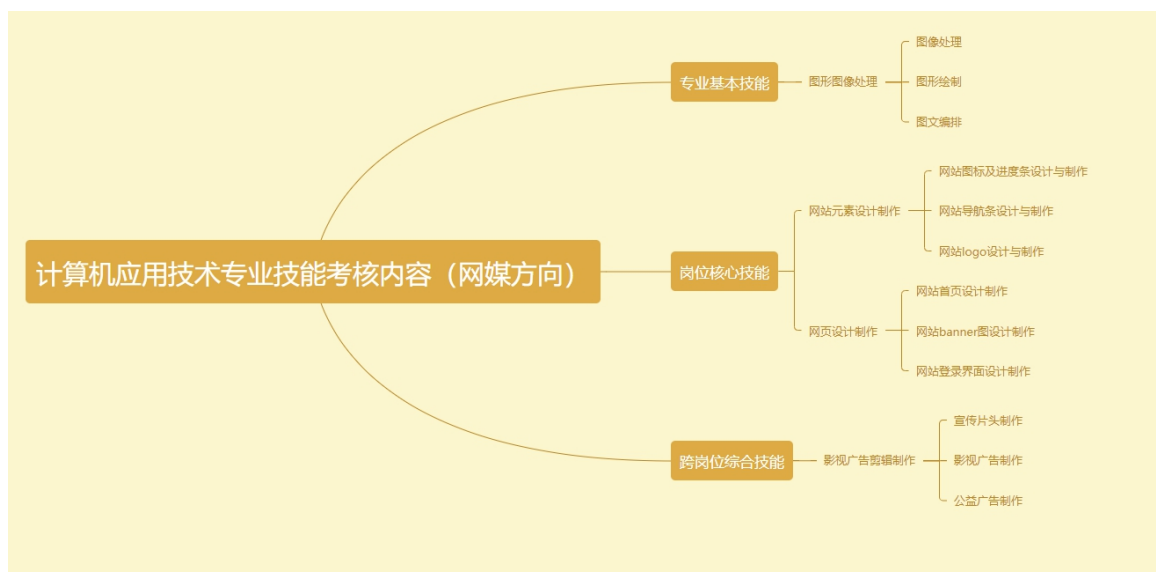 计算机应用技术专业技能考核内容（网媒方向）
专业基本技能
图形图像处理
图像处理
图形绘制
图文编排
岗位核心技能
网站元素设计制作
网站图标及进度条设计与制作
网站导航条设计与制作
网站logo设计与制作
网页设计制作
网站首页设计制作
网站banner图设计制作
网站登录界面设计制作
跨岗位综合技能
影视广告剪辑制作
宣传片头制作
影视广告制作
公益广告制作